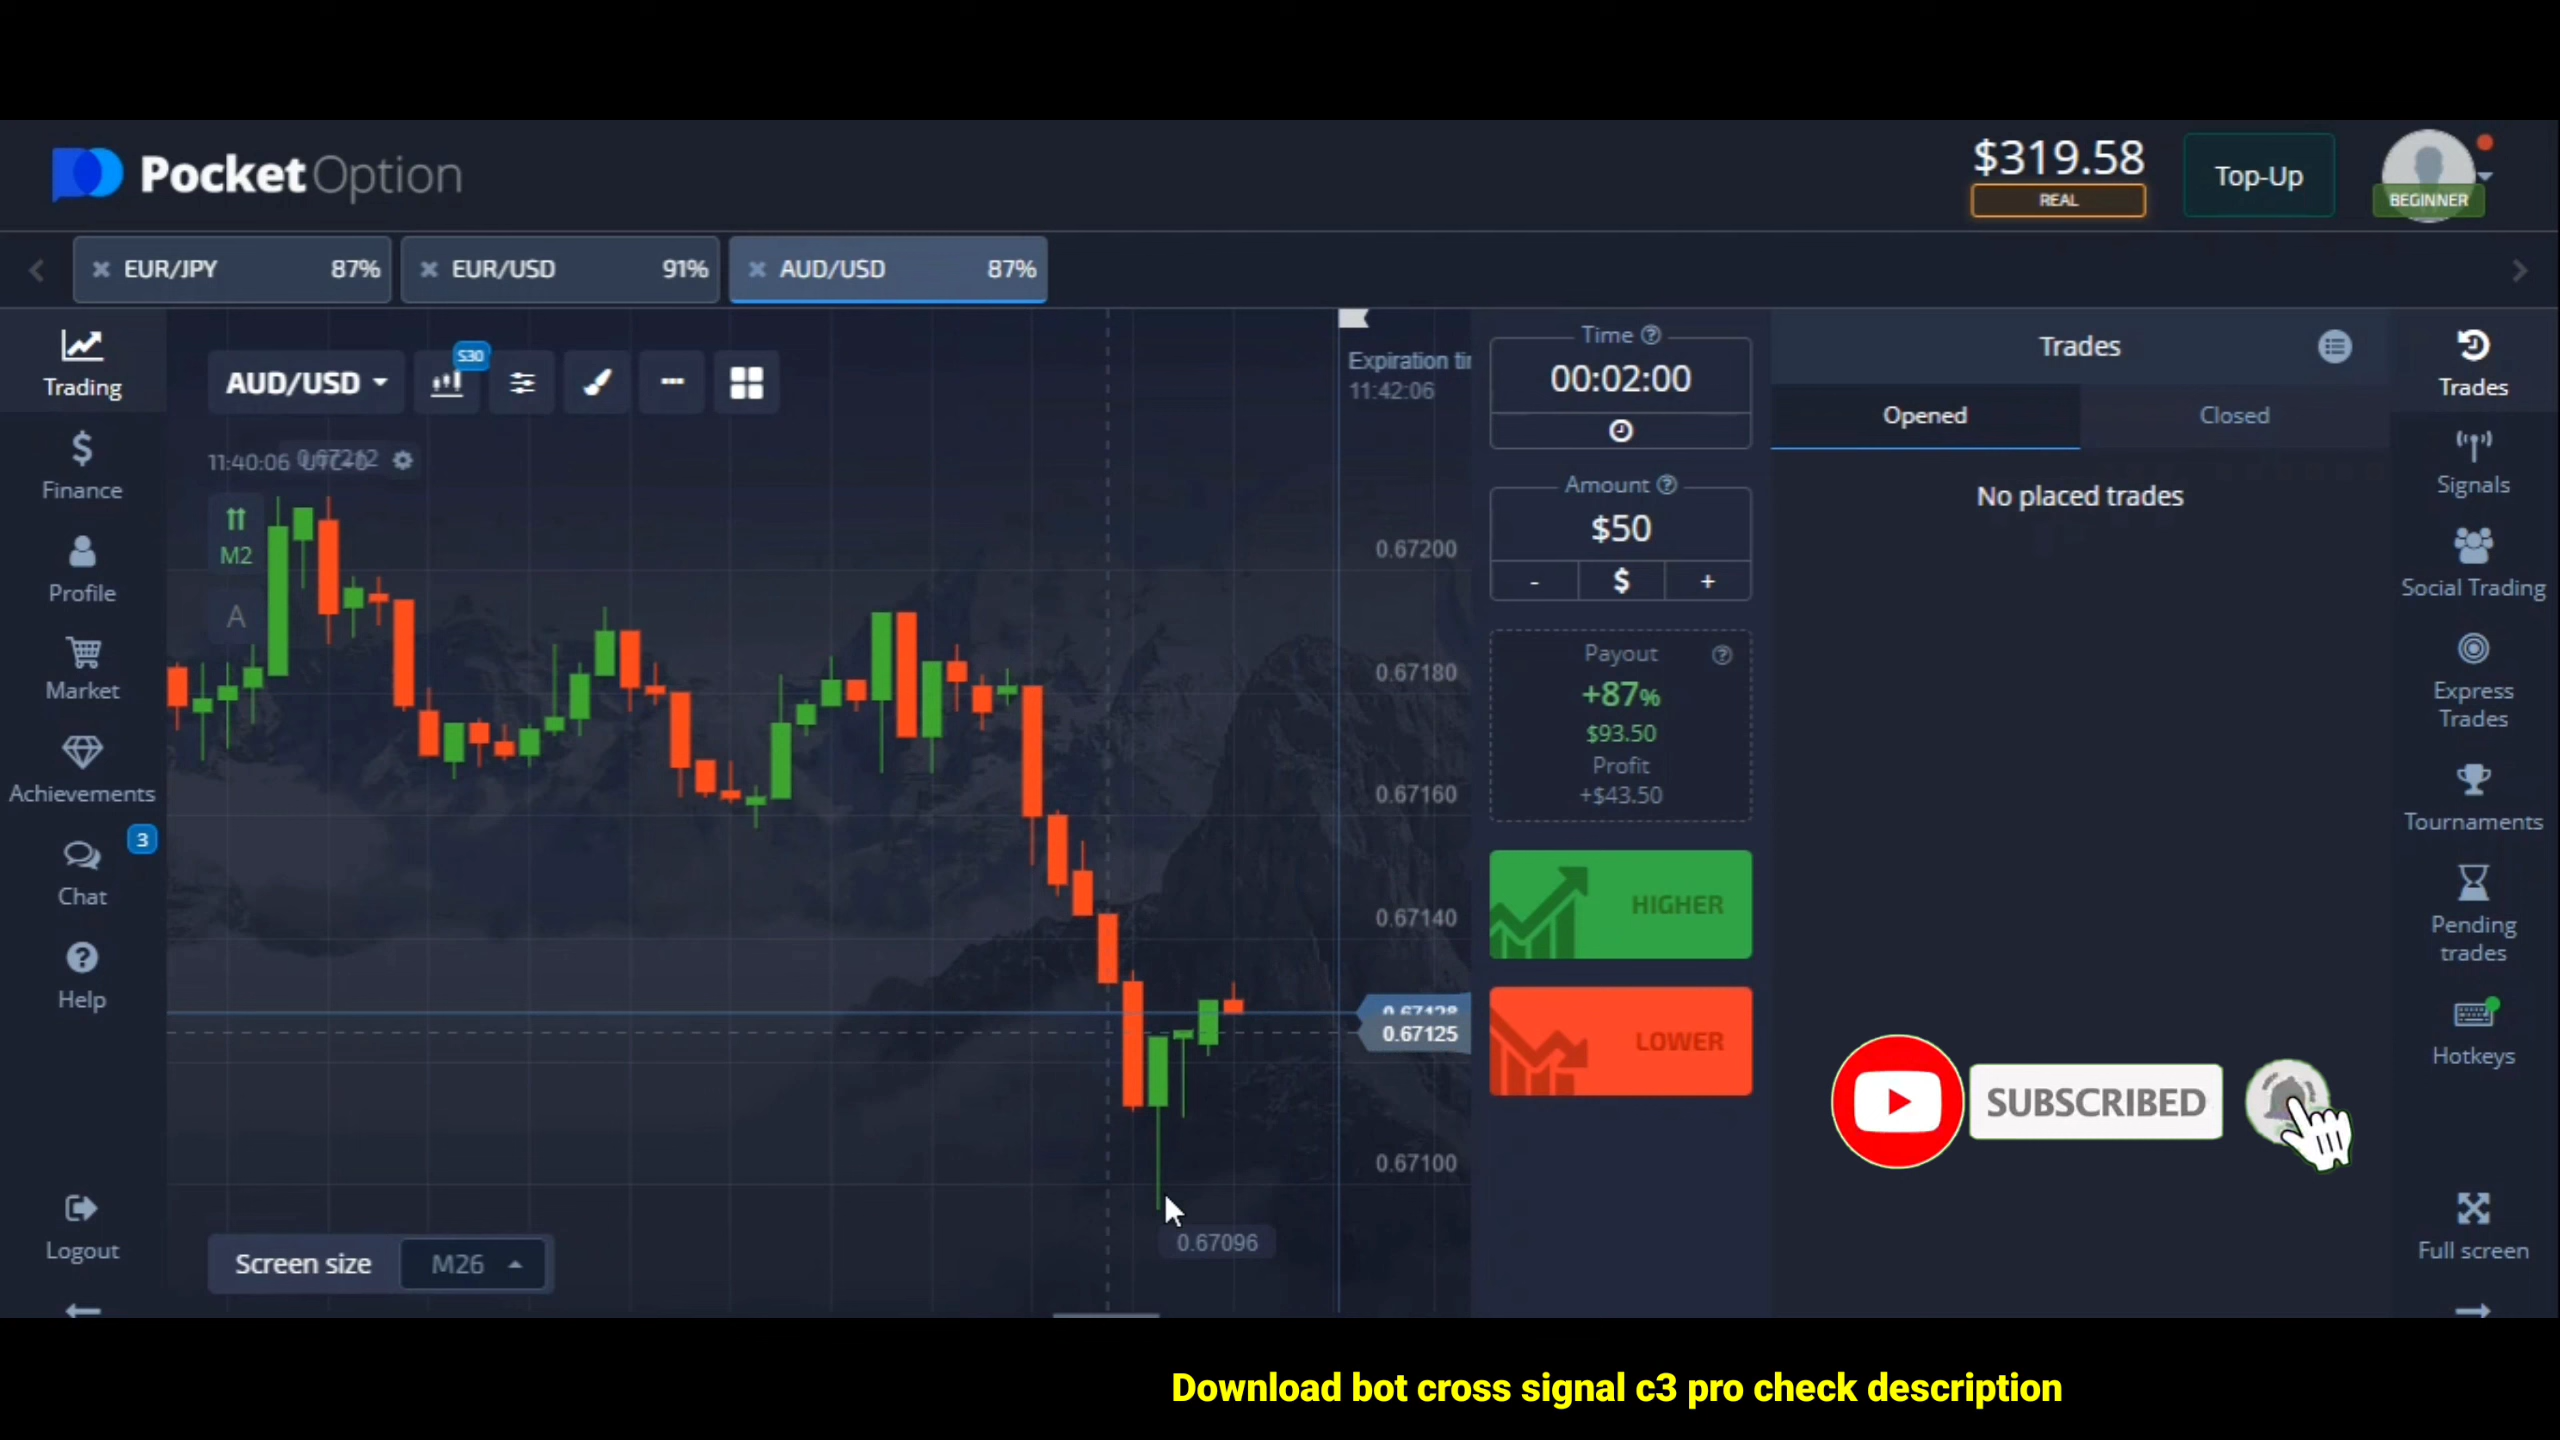 PocketOption
$319.58
REAL
Top-Up
BEGINNER
EUR/JPY 87%
EUR/USD 91%
AUD/USD 87%
Trading
Finance
Profile
Market
Achievements
3
Chat
Help
Logout
AUD/USD
S30
11:40:06
0.67212
M2
A
Expiration ti
11:42:06
0.67200
0.67180
0.67160
0.67140
0.67128
0.67125
0.67100
0.67096
Screen size M26
Time
00:02:00
Amount
$50
- $ +
Payout
+87%
$93.50
Profit
+$43.50
HIGHER
LOWER
Trades
Opened Closed
No placed trades
SUBSCRIBED
Trades
Signals
Social Trading
Express
Trades
Tournaments
Pending
trades
Hotkeys
Full screen
Download bot cross signal c3 pro check description